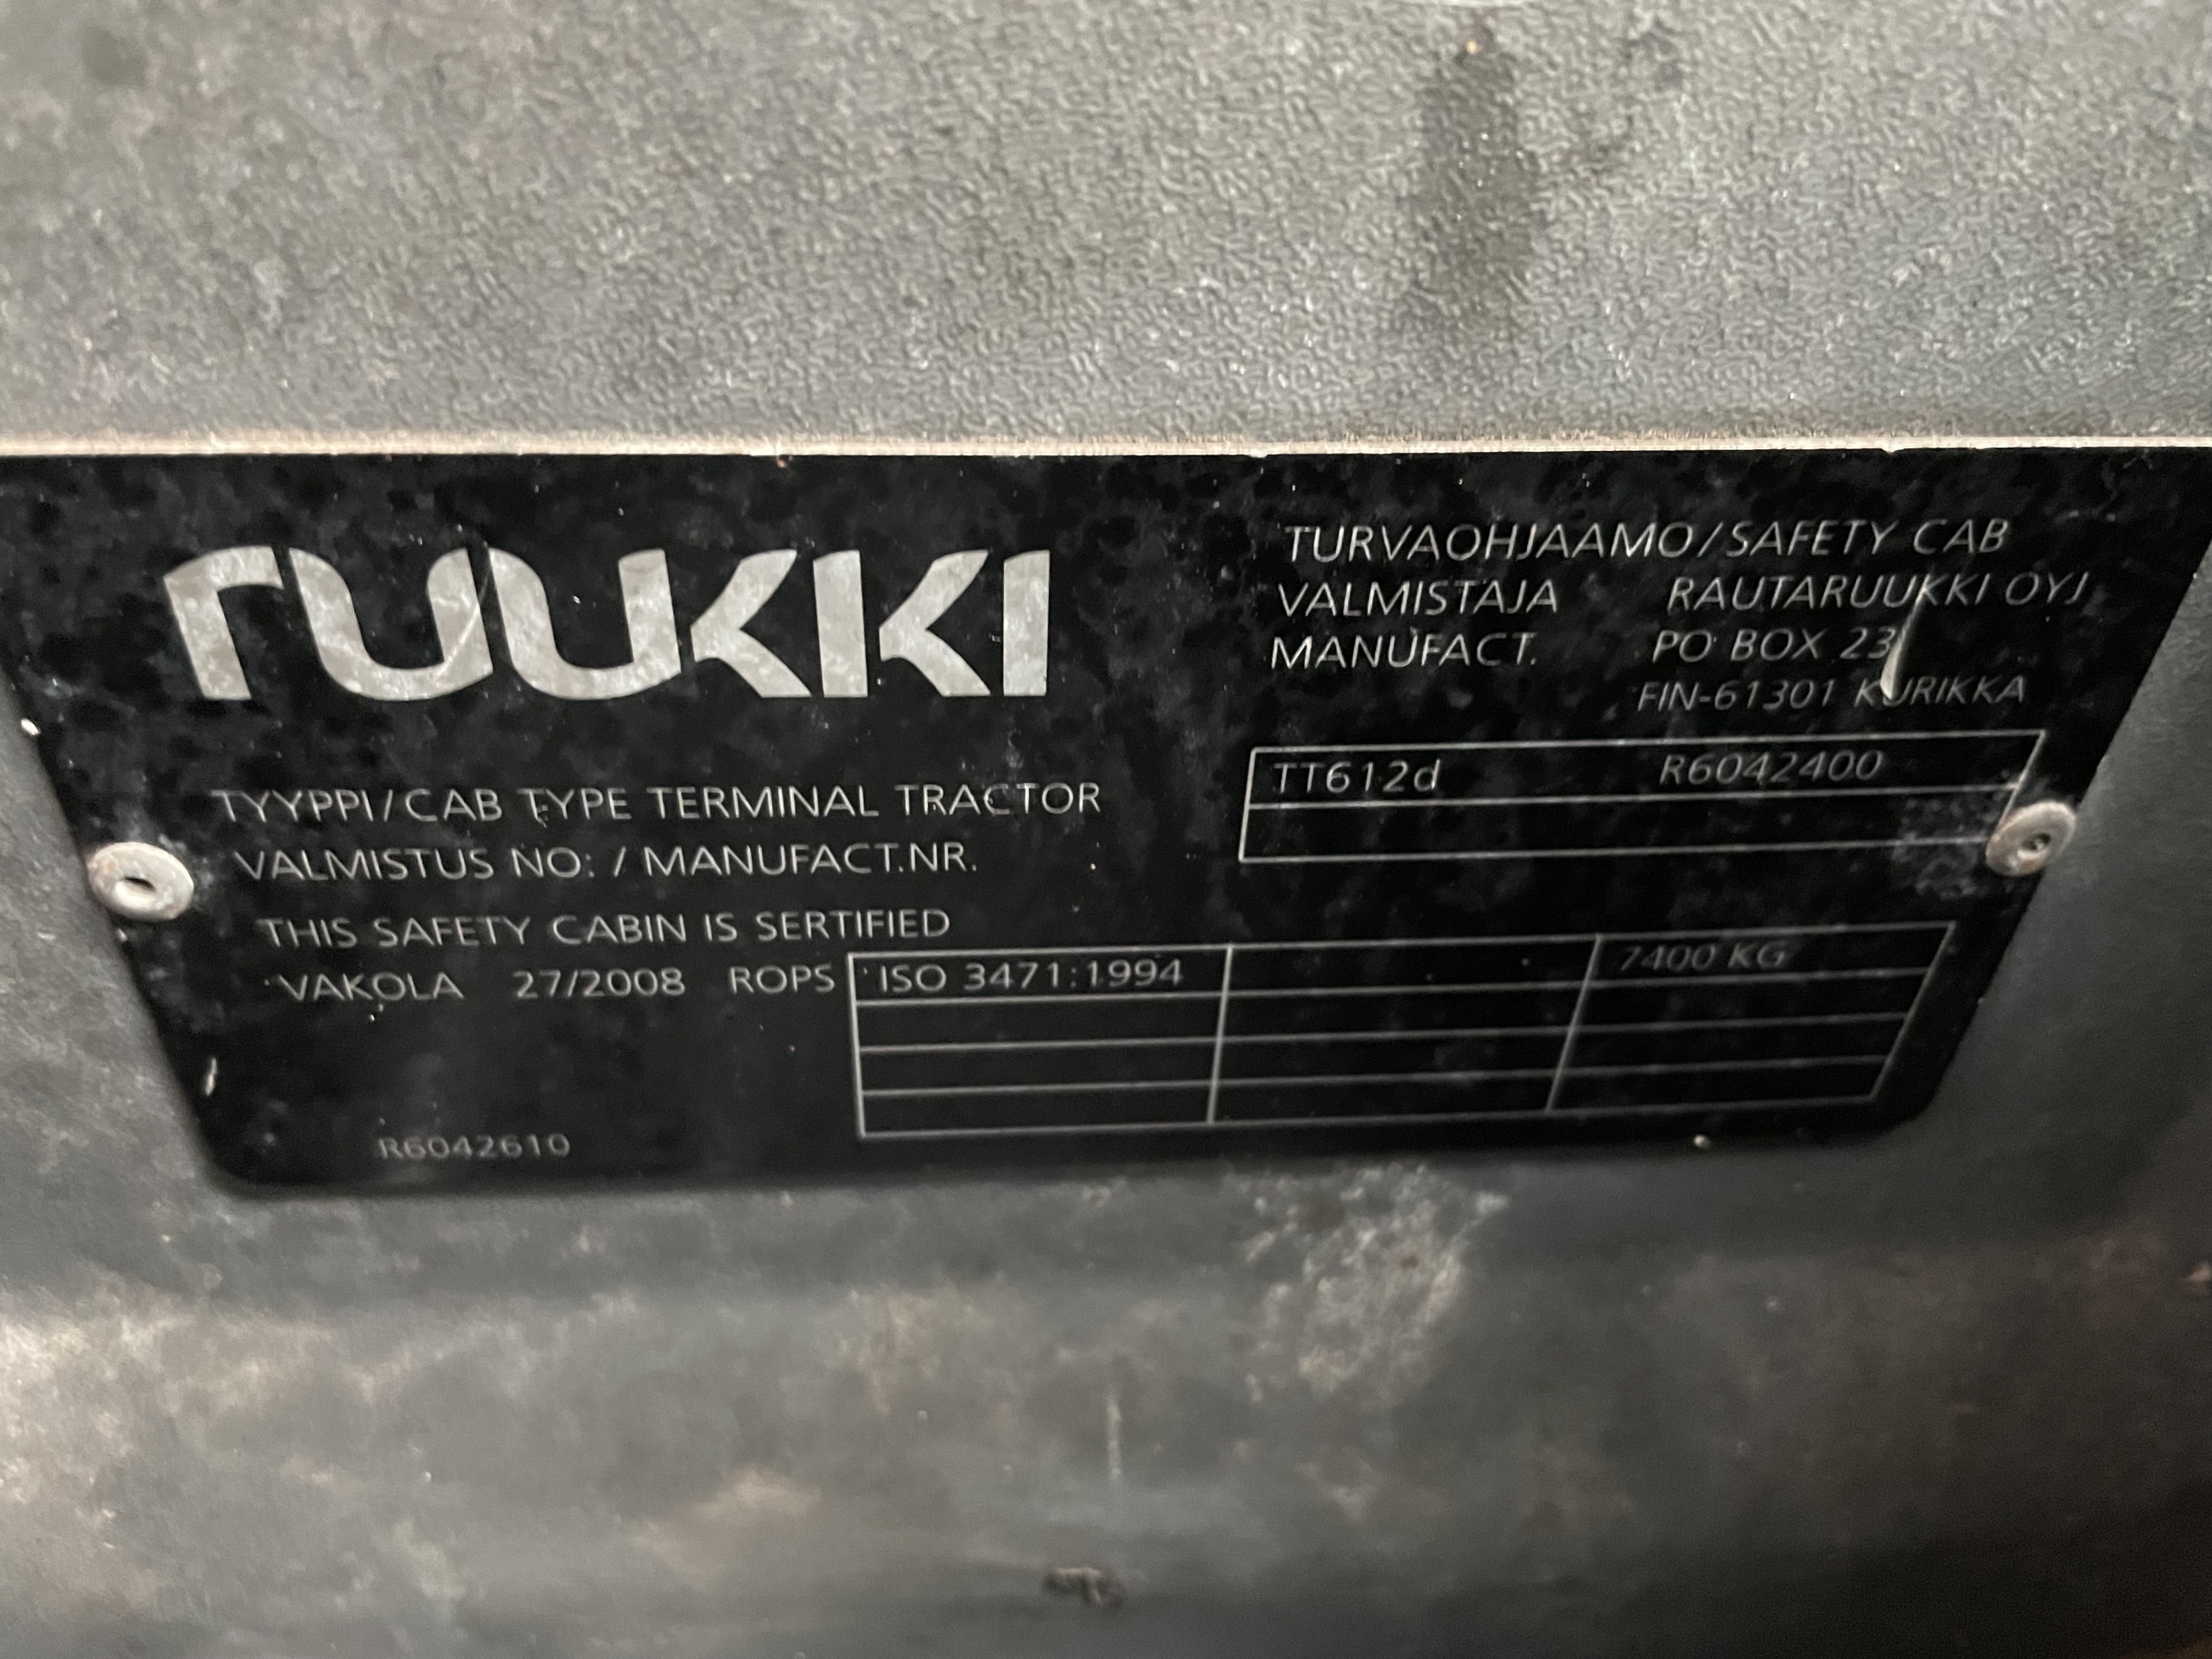 ruukki
TURVAOHJAAMO/SAFETY CAB
VALMISTAJA RAUTARUUKKI OYJ
MANUFACT. PO BOX 23
FIN-61301 KURIKKA
TYYPPI/CAB TYPE TERMINAL TRACTOR TT612d R6042400
VALMISTUS NO: / MANUFACT.NR.
THIS SAFETY CABIN IS SERTIFIED
VAKOLA 27/2008 ROPS ISO 3471:1994 7400 KG
R6042610